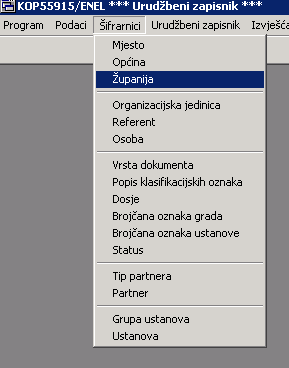 KOP55915/ENEL *** Urudžbeni zapisnik ***
Program Podaci Šifrarnici Urudžbeni zapisnik Izvješća
Mjesto
Općina
Županija
Organizacijska jedinica
Referent
Osoba
Vrsta dokumenta
Popis klasifikacijskih oznaka
Dosje
Brojčana oznaka grada
Brojčana oznaka ustanove
Status
Tip partnera
Partner
Grupa ustanova
Ustanova